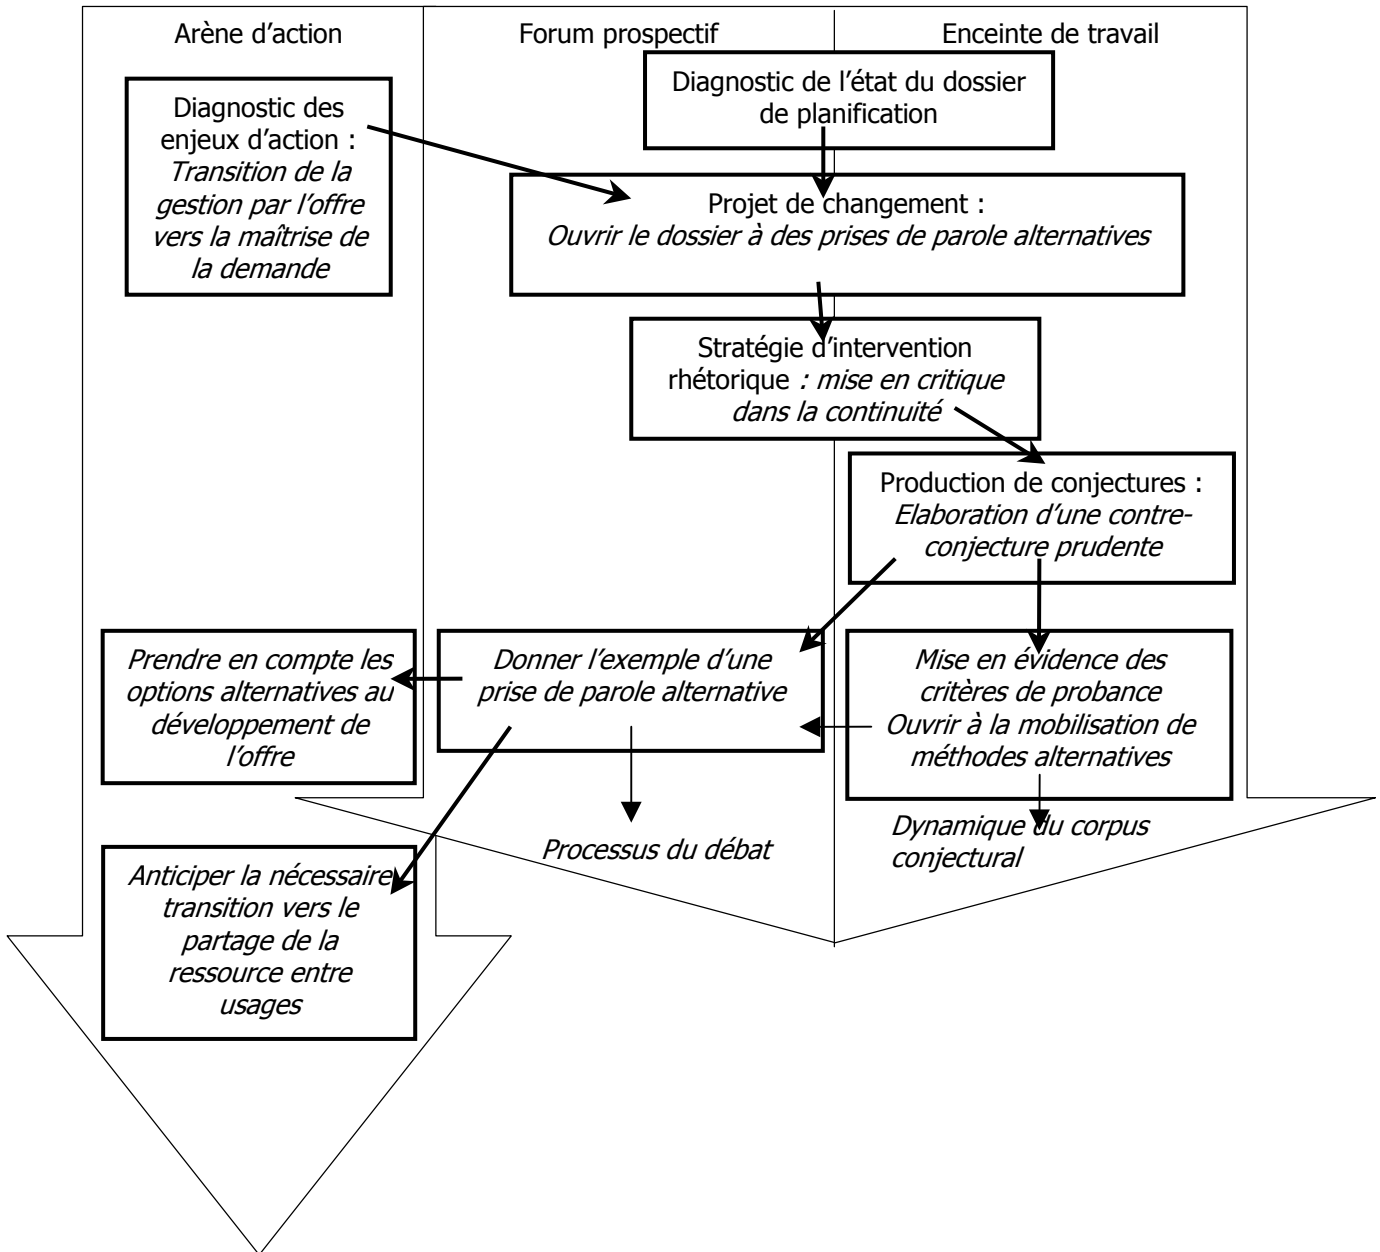 Arène d’action
Forum prospectif
Enceinte de travail
Diagnostic de l’état du dossier
de planification
Diagnostic des
enjeux d’action :
Transition de la
gestion par l’offre
vers la maîtrise de
la demande
Projet de changement :
Ouvrir le dossier à des prises de parole alternatives
Stratégie d’intervention
rhétorique : mise en critique
dans la continuité
Production de conjectures :
Elaboration d’une contre-
conjecture prudente
Prendre en compte les
options alternatives au
développement de
l’offre
Donner l’exemple d’une
prise de parole alternative
Mise en évidence des
critères de probance
Ouvrir à la mobilisation de
méthodes alternatives
Processus du débat
Dynamique du corpus
conjectural
Anticiper la nécessaire
transition vers le
partage de la
ressource entre
usages